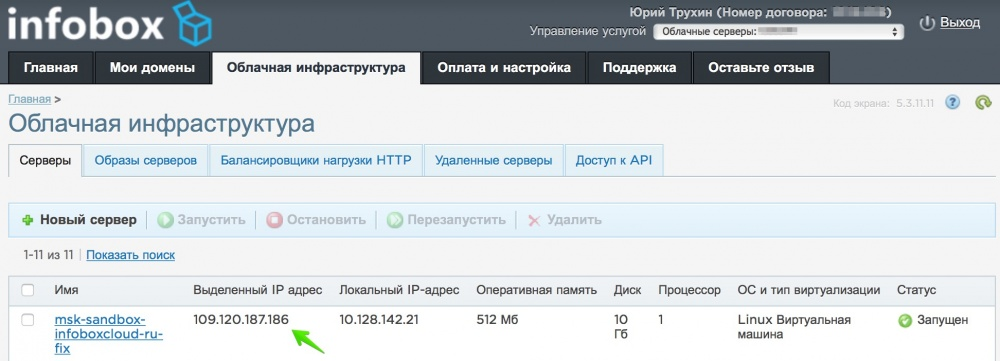 infobox
Юрий Трухин (Номер договора:
Управление услугой Облачные серверы:
Выход
Главная Мои домены Облачная инфраструктура Оплата и настройка Поддержка Оставьте отзыв
Главная >
Код экрана: 5.3.11.11 ?
Облачная инфраструктура
Серверы Образы серверов Балансировщики нагрузки HTTP Удаленные серверы Доступ к API
Новый сервер Запустить Остановить Перезапустить Удалить
1-11 из 11 Показать поиск
Имя Выделенный IP адрес Локальный IP-адрес Оперативная память Диск Процессор ОС и тип виртуализации Статус
msk-sandbox- 109.120.187.186 10.128.142.21 512 Мб 10 1 Linux Виртуальная Запущен
infoboxcloud-ru- Гб машина
fix